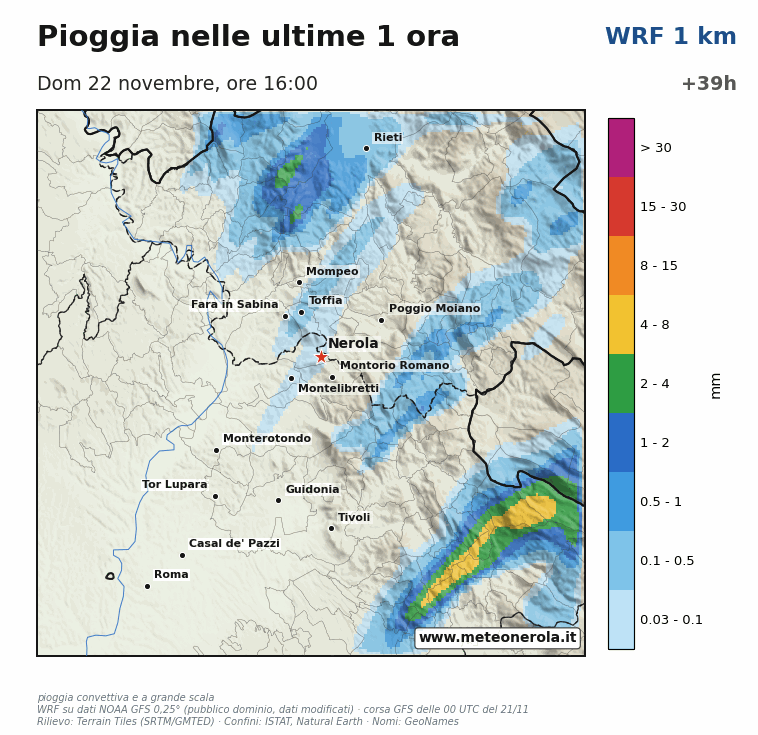 Pioggia nelle ultime 1 ora
WRF 1 km
Dom 22 novembre, ore 16:00
+39h
Rieti
Mompeo
Fara in Sabina
Toffia
Poggio Moiano
Nerola
Montorio Romano
Montelibretti
Monterotondo
Tor Lupara
Guidonia
Tivoli
Casal de' Pazzi
Roma
www.meteonerola.it
> 30
15 - 30
8 - 15
4 - 8
2 - 4
1 - 2
0.5 - 1
0.1 - 0.5
0.03 - 0.1
mm
pioggia convettiva e a grande scala
WRF su dati NOAA GFS 0,25° (pubblico dominio, dati modificati) · corsa GFS delle 00 UTC del 21/11
Rilievo: Terrain Tiles (SRTM/GMTED) · Confini: ISTAT, Natural Earth · Nomi: GeoNames